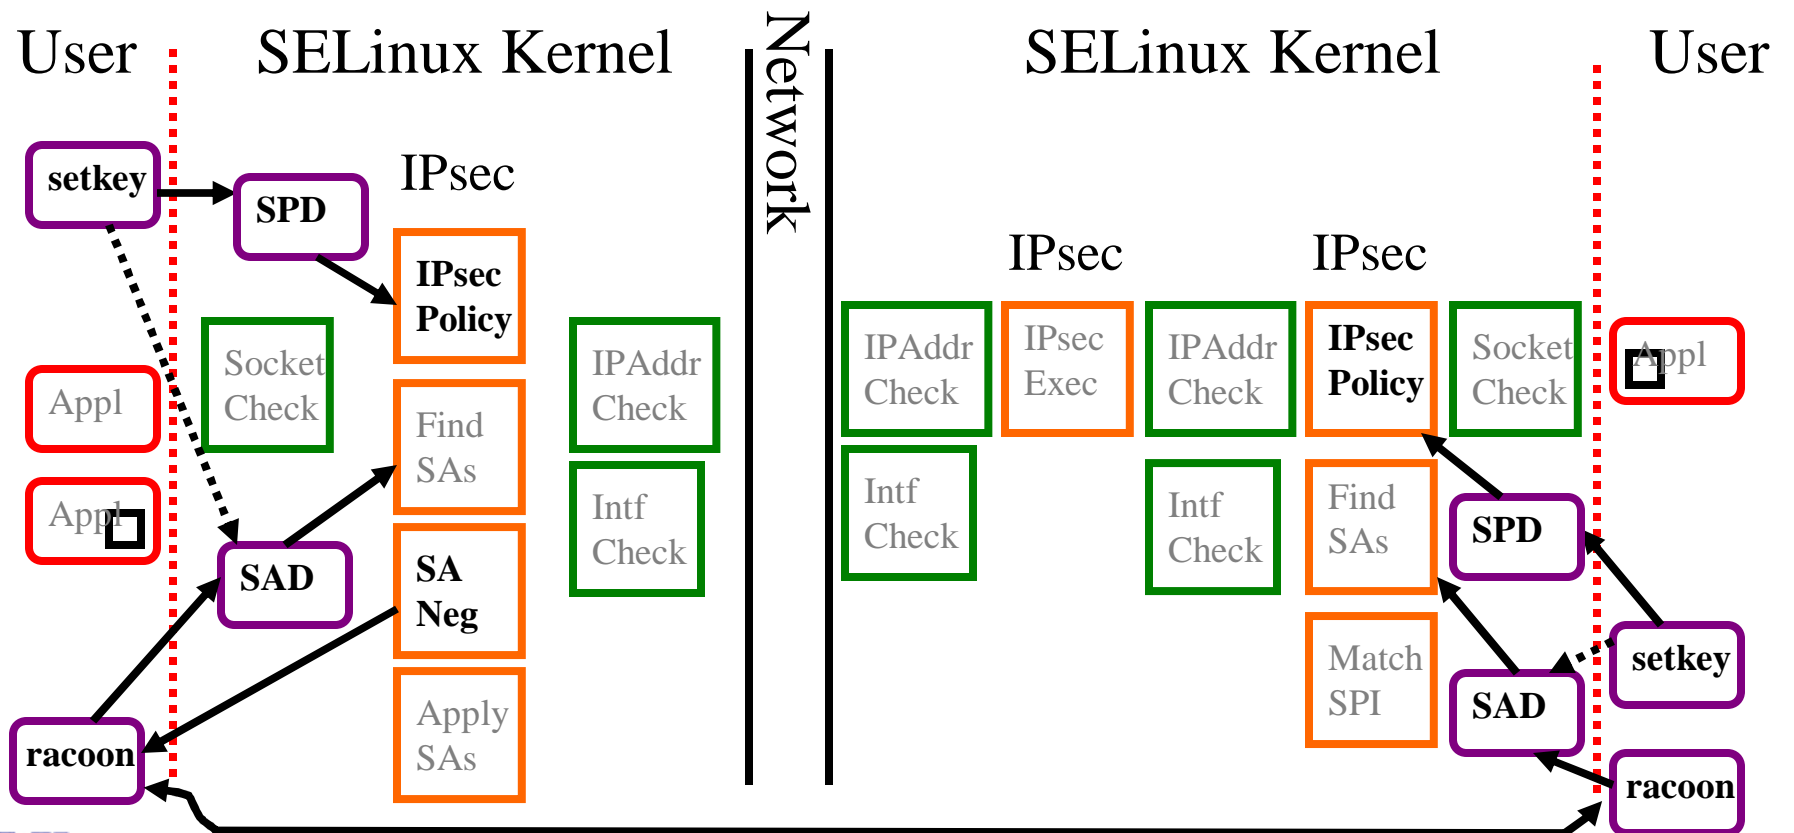 User
SELinux Kernel
Network
SELinux Kernel
User
setkey
SPD
IPsec
IPsec
Policy
Socket
Check
IPAddr
Check
Appl
Find
SAs
Appl
Intf
Check
SAD
SA
Neg
Apply
SAs
racoon
IPsec
IPsec
IPAddr
Check
IPsec
Exec
IPAddr
Check
IPsec
Policy
Socket
Check
Appl
Intf
Check
Intf
Check
Find
SAs
SPD
Match
SPI
SAD
setkey
racoon